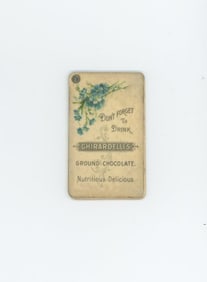 DON'T FORGET
TO
DRINK
GHIRARDELLI'S
GROUND-CHOCOLATE.
Nutritious-Delicious.